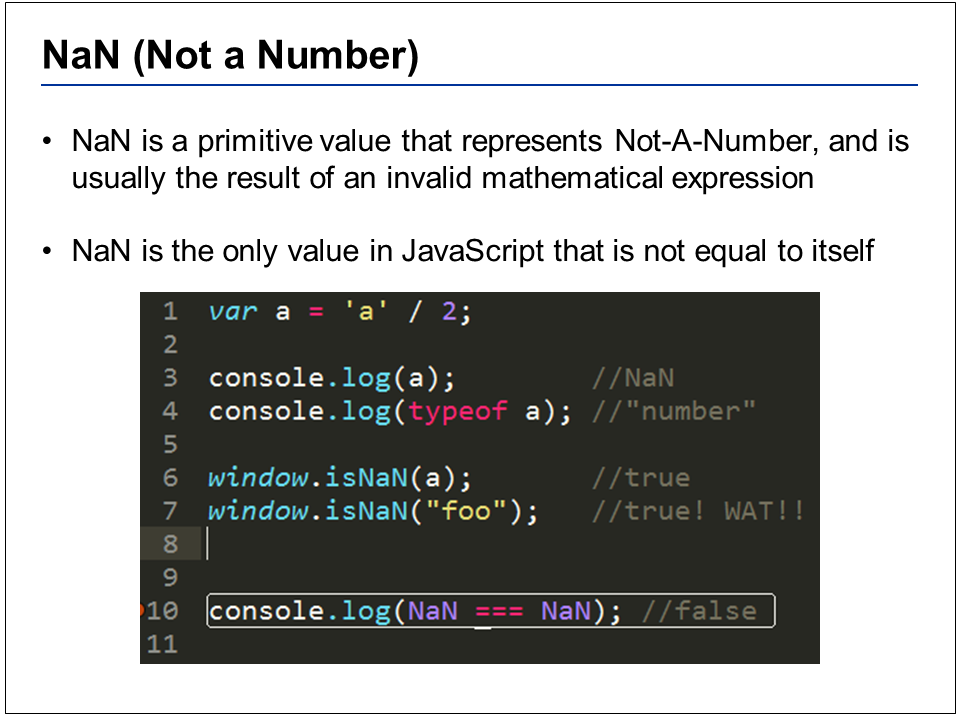 NaN (Not a Number)
• NaN is a primitive value that represents Not-A-Number, and is
usually the result of an invalid mathematical expression
• NaN is the only value in JavaScript that is not equal to itself
1 var a = 'a' / 2;
2
3 console.log(a);        //NaN
4 console.log(typeof a); //"number"
5
6 window.isNaN(a);       //true
7 window.isNaN("foo");   //true! WAT!!
8
9
10 console.log(NaN === NaN); //false
11